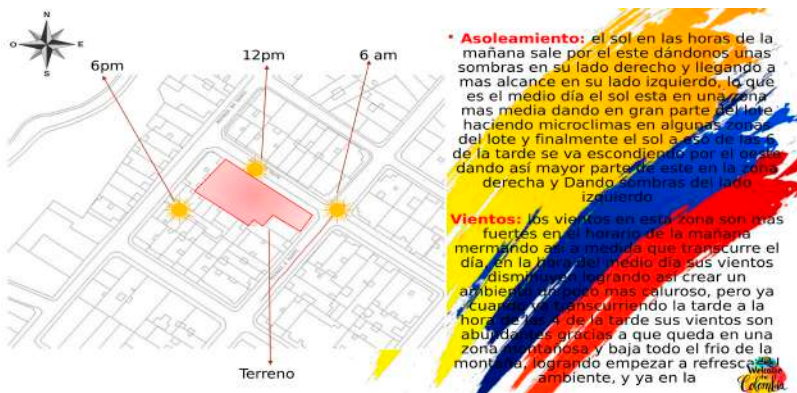 N
O
E
S
6pm
12pm
6 am
Terreno
• Asoleamiento: el sol en las horas de la
mañana sale por el este dándonos unas
sombras en su lado derecho y llegando a
mas alcance en su lado izquierdo, lo que
es el medio día el sol esta en una zona
mas media dando en gran parte del lote
haciendo microclimas en algunas zonas
del lote y finalmente el sol a eso de las 6
de la tarde se va escondiendo por el oeste
dando así mayor parte de este en la zona
derecha y Dando sombras del lado
izquierdo
Vientos: los vientos en esta zona son mas
fuertes en el horario de la mañana
mermando así a medida que transcurre el
día, en la hora del medio día sus vientos
disminuyen logrando así crear un
ambiente un poco mas caluroso, pero ya
cuando va transcurriendo la tarde a la
hora de las 4 de la tarde sus vientos son
abundantes gracias a que queda en una
zona montañosa y baja todo el frio de la
montaña, logrando empezar a refrescar el
ambiente, y ya en la
Welcome
to
Colombia